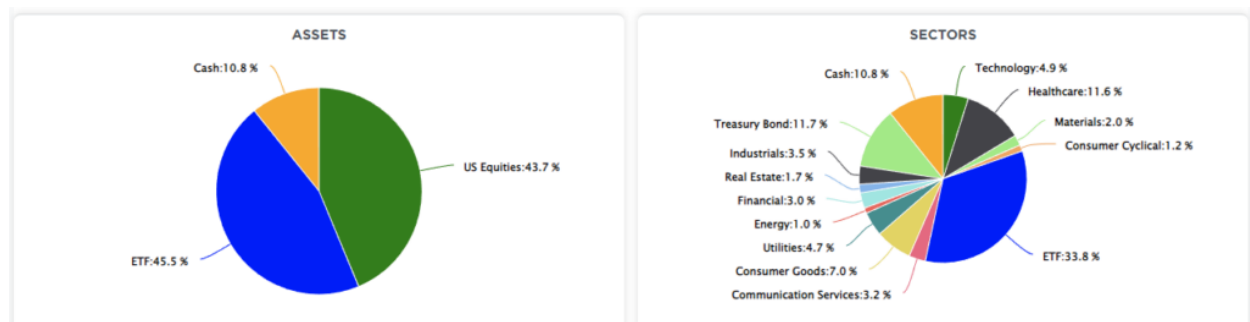 ASSETS
Cash:10.8 %
US Equities:43.7 %
ETF:45.5 %
SECTORS
Cash:10.8 %
Technology:4.9 %
Healthcare:11.6 %
Treasury Bond:11.7 %
Materials:2.0 %
Consumer Cyclical:1.2 %
Industrials:3.5 %
Real Estate:1.7 %
Financial:3.0 %
Energy:1.0 %
Utilities:4.7 %
ETF:33.8 %
Consumer Goods:7.0 %
Communication Services:3.2 %